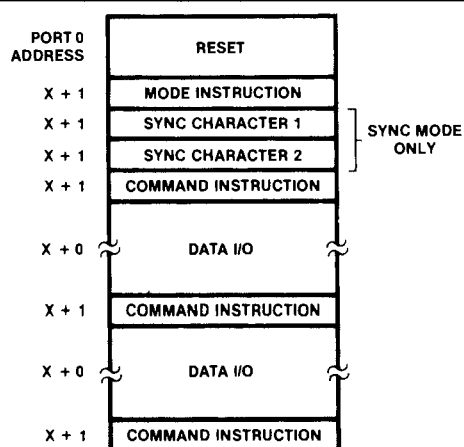 PORT 0
ADDRESS
RESET
X + 1 MODE INSTRUCTION
X + 1 SYNC CHARACTER 1
X + 1 SYNC CHARACTER 2
SYNC MODE
ONLY
X + 1 COMMAND INSTRUCTION
X + 0 DATA I/O
X + 1 COMMAND INSTRUCTION
X + 0 DATA I/O
X + 1 COMMAND INSTRUCTION